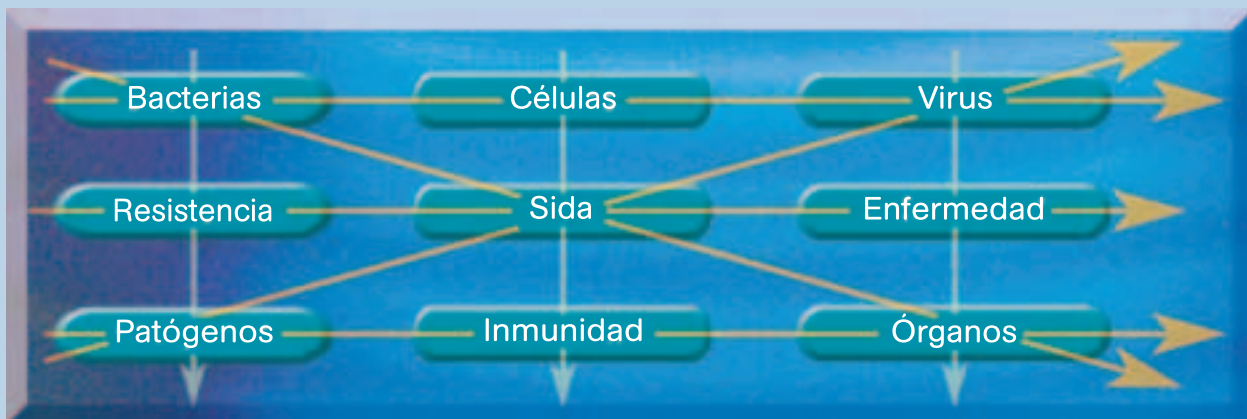 Bacterias Células Virus
Resistencia Sida Enfermedad
Patógenos Inmunidad Órganos